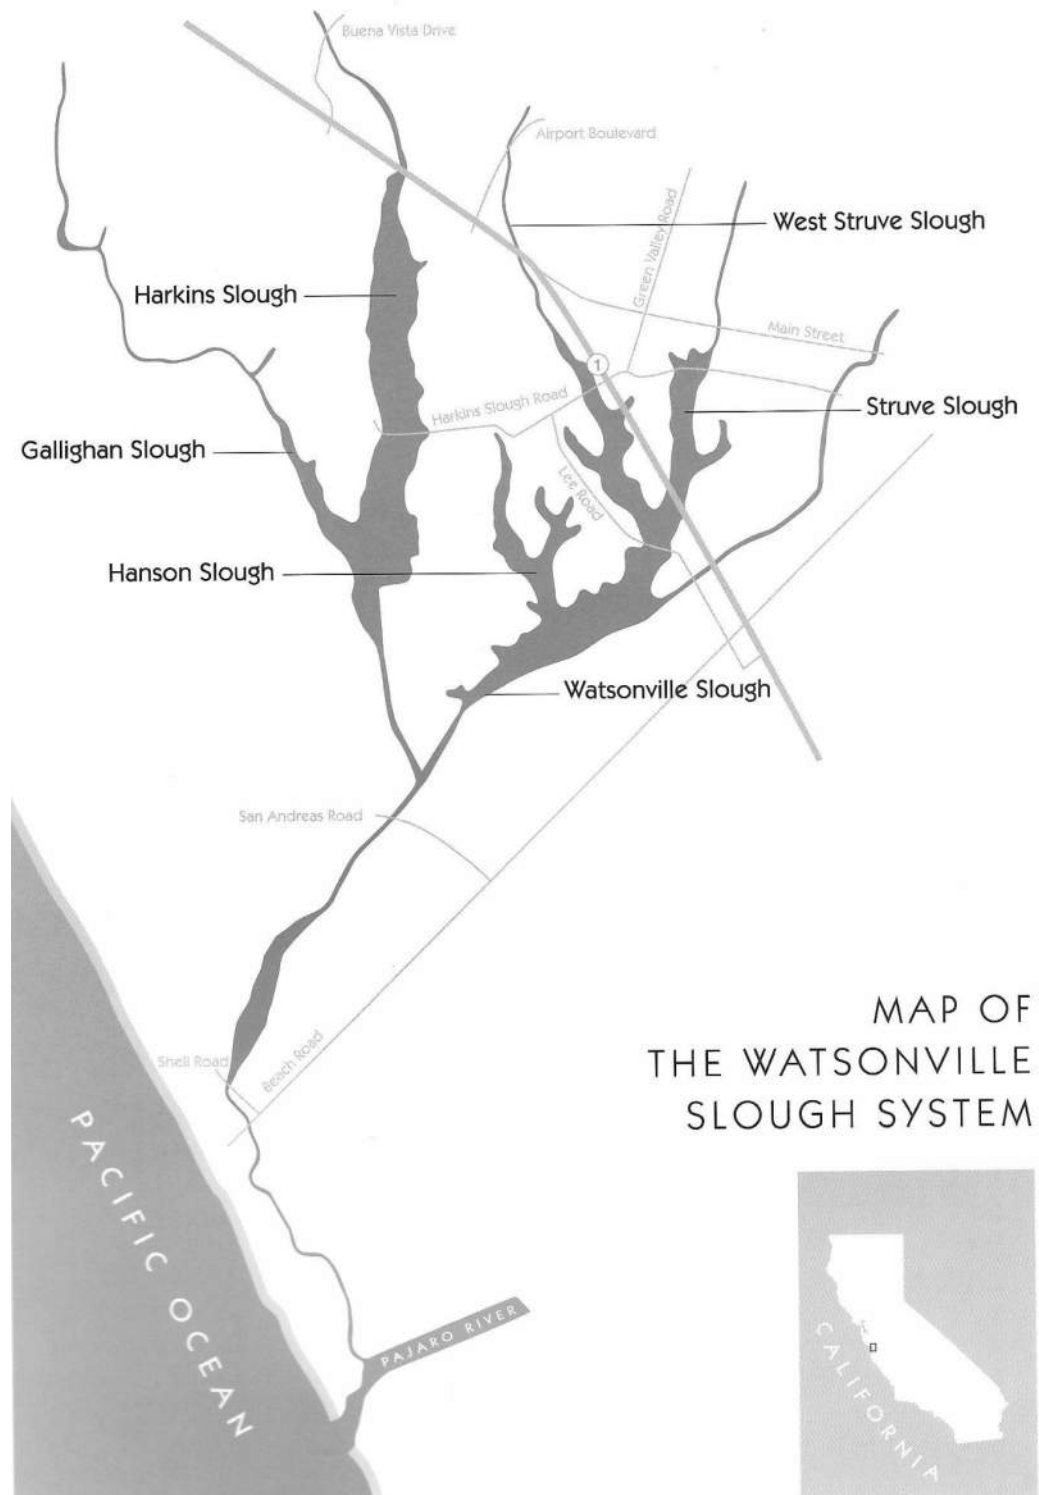 Buena Vista Drive
Airport Boulevard
Green Valley Road
West Struve Slough
Harkins Slough
Main Street
1
Harkins Slough Road
Struve Slough
Gallighan Slough
Lee Road
Hanson Slough
Watsonville Slough
San Andreas Road
Shell Road
Beach Road
MAP OF
THE WATSONVILLE
SLOUGH SYSTEM
PACIFIC OCEAN
PAJARO RIVER
CALIFORNIA